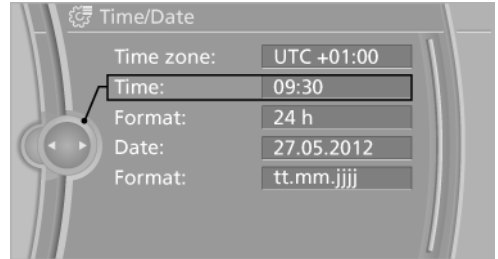 Time/Date
Time zone: UTC +01:00
Time: 09:30
Format: 24 h
Date: 27.05.2012
Format: tt.mm.jjjj